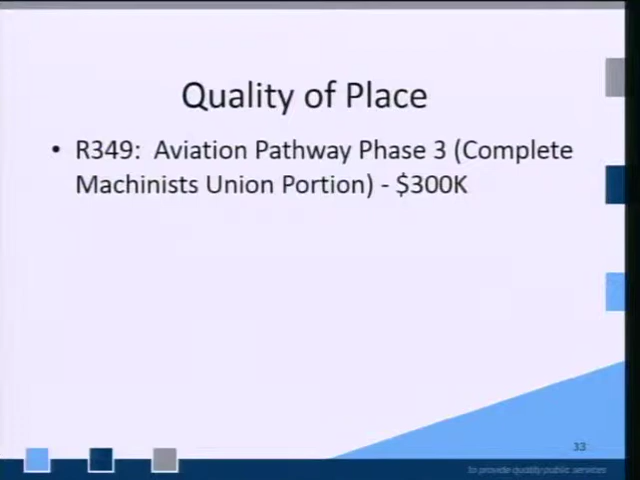 Quality of Place
• R349:  Aviation Pathway Phase 3 (Complete
Machinists Union Portion) - $300K
33
To provide quality public services